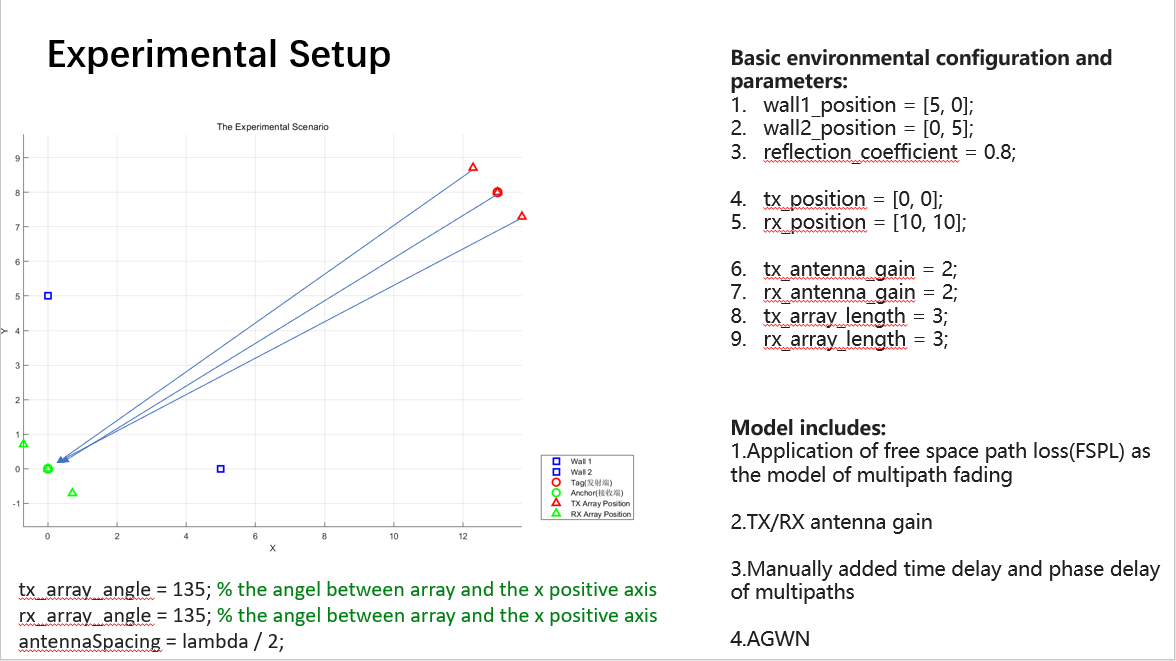 Experimental Setup
The Experimental Scenario
9
8
7
6
5
4
3
2
1
0
-1
Y
0
2
4
6
8
10
12
X
Wall 1
Wall 2
Tag(发射端)
Anchor(接收端)
TX Array Position
RX Array Position
tx_array_angle = 135; % the angel between array and the x positive axis
rx_array_angle = 135; % the angel between array and the x positive axis
antennaSpacing = lambda / 2;
Basic environmental configuration and
parameters:
1. wall1_position = [5, 0];
2. wall2_position = [0, 5];
3. reflection_coefficient = 0.8;
4. tx_position = [0, 0];
5. rx_position = [10, 10];
6. tx_antenna_gain = 2;
7. rx_antenna_gain = 2;
8. tx_array_length = 3;
9. rx_array_length = 3;
Model includes:
1.Application of free space path loss(FSPL) as
the model of multipath fading
2.TX/RX antenna gain
3.Manually added time delay and phase delay
of multipaths
4.AGWN